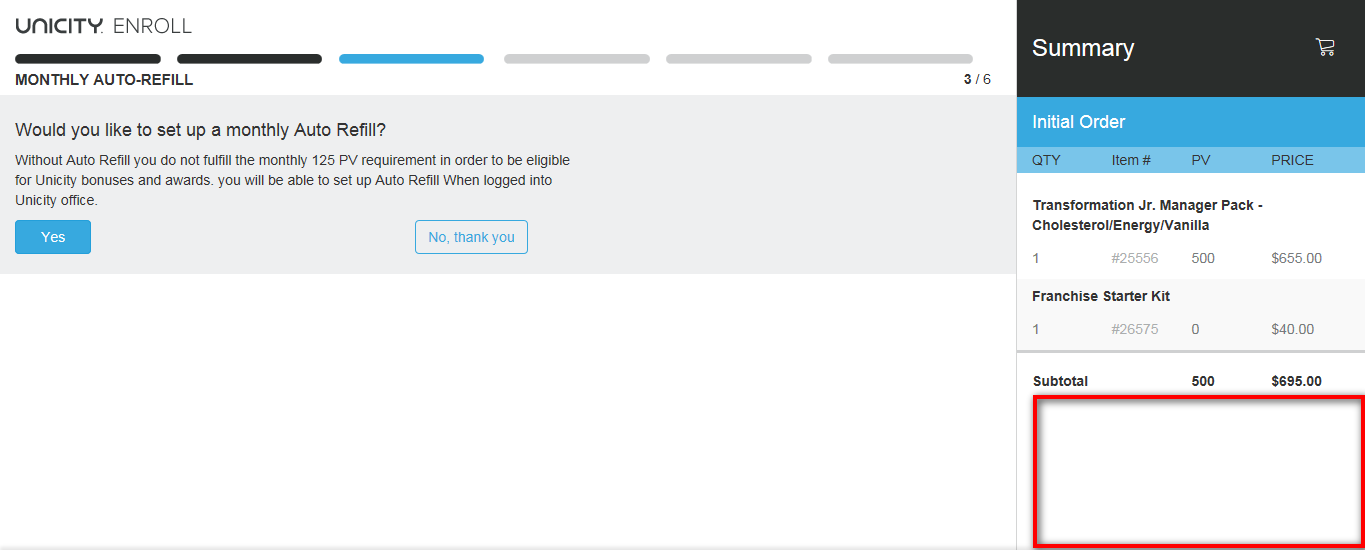 UNICITY. ENROLL
MONTHLY AUTO-REFILL
3 / 6
Would you like to set up a monthly Auto Refill?
Without Auto Refill you do not fulfill the monthly 125 PV requirement in order to be eligible
for Unicity bonuses and awards. you will be able to set up Auto Refill When logged into
Unicity office.
Yes
No, thank you
Summary
Initial Order
QTY Item # PV PRICE
Transformation Jr. Manager Pack -
Cholesterol/Energy/Vanilla
1 #25556 500 $655.00
Franchise Starter Kit
1 #26575 0 $40.00
Subtotal 500 $695.00